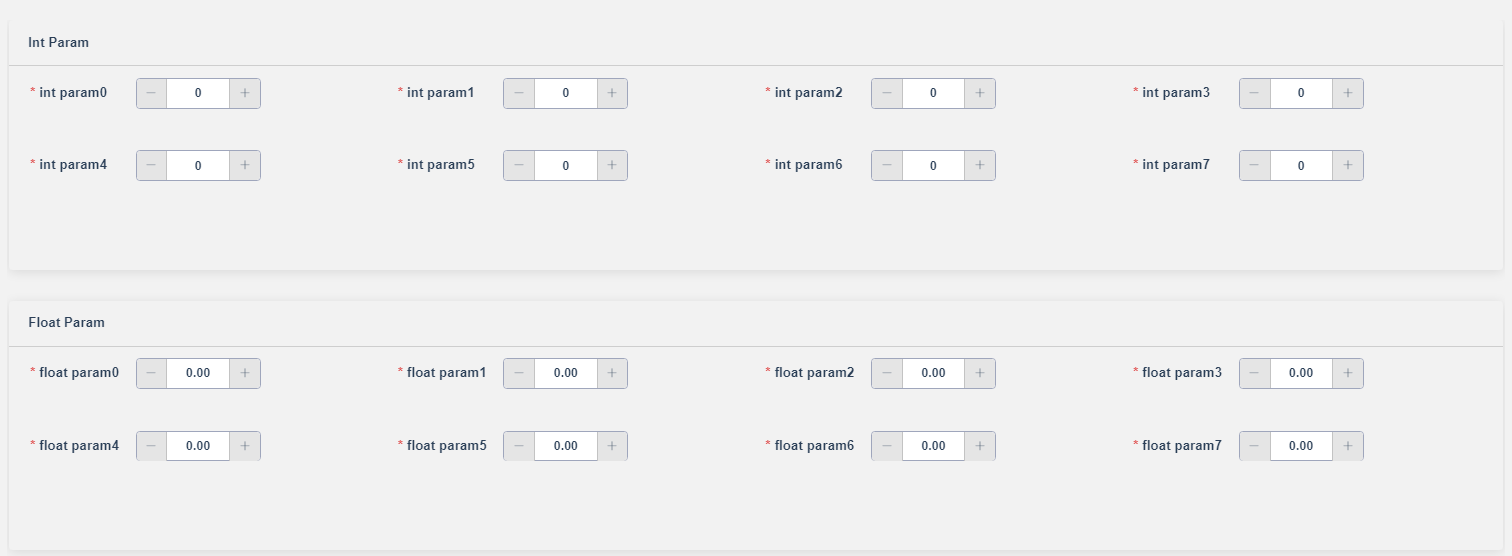 Int Param
* int param0 − 0 + * int param1 − 0 + * int param2 − 0 + * int param3 − 0 +
* int param4 − 0 + * int param5 − 0 + * int param6 − 0 + * int param7 − 0 +
Float Param
* float param0 − 0.00 + * float param1 − 0.00 + * float param2 − 0.00 + * float param3 − 0.00 +
* float param4 − 0.00 + * float param5 − 0.00 + * float param6 − 0.00 + * float param7 − 0.00 +